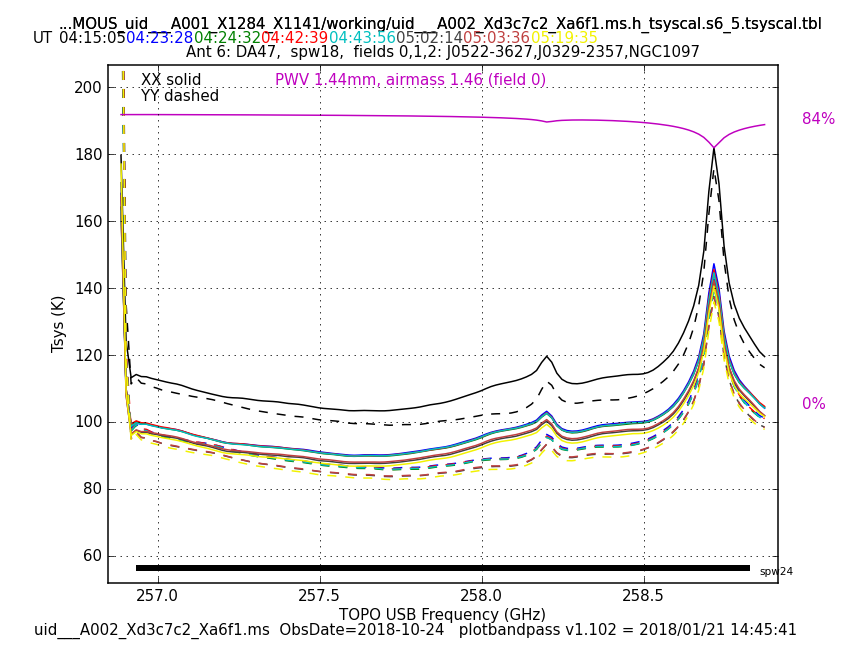 ...MOUS_uid___A001_X1284_X1141/working/uid___A002_Xd3c7c2_Xa6f1.ms.h_tsyscal.s6_5.tsyscal.tbl
UT 04:15:05 04:23:28 04:24:32 04:42:39 04:43:56 05:02:14 05:03:36 05:19:35
Ant 6: DA47, spw18, fields 0,1,2: J0522-3627,J0329-2357,NGC1097
XX solid
PWV 1.44mm, airmass 1.46 (field 0)
YY dashed
84%
0%
200
180
160
140
120
100
80
60
Tsys (K)
spw24
257.0 257.5 258.0 258.5
TOPO USB Frequency (GHz)
uid___A002_Xd3c7c2_Xa6f1.ms ObsDate=2018-10-24 plotbandpass v1.102 = 2018/01/21 14:45:41